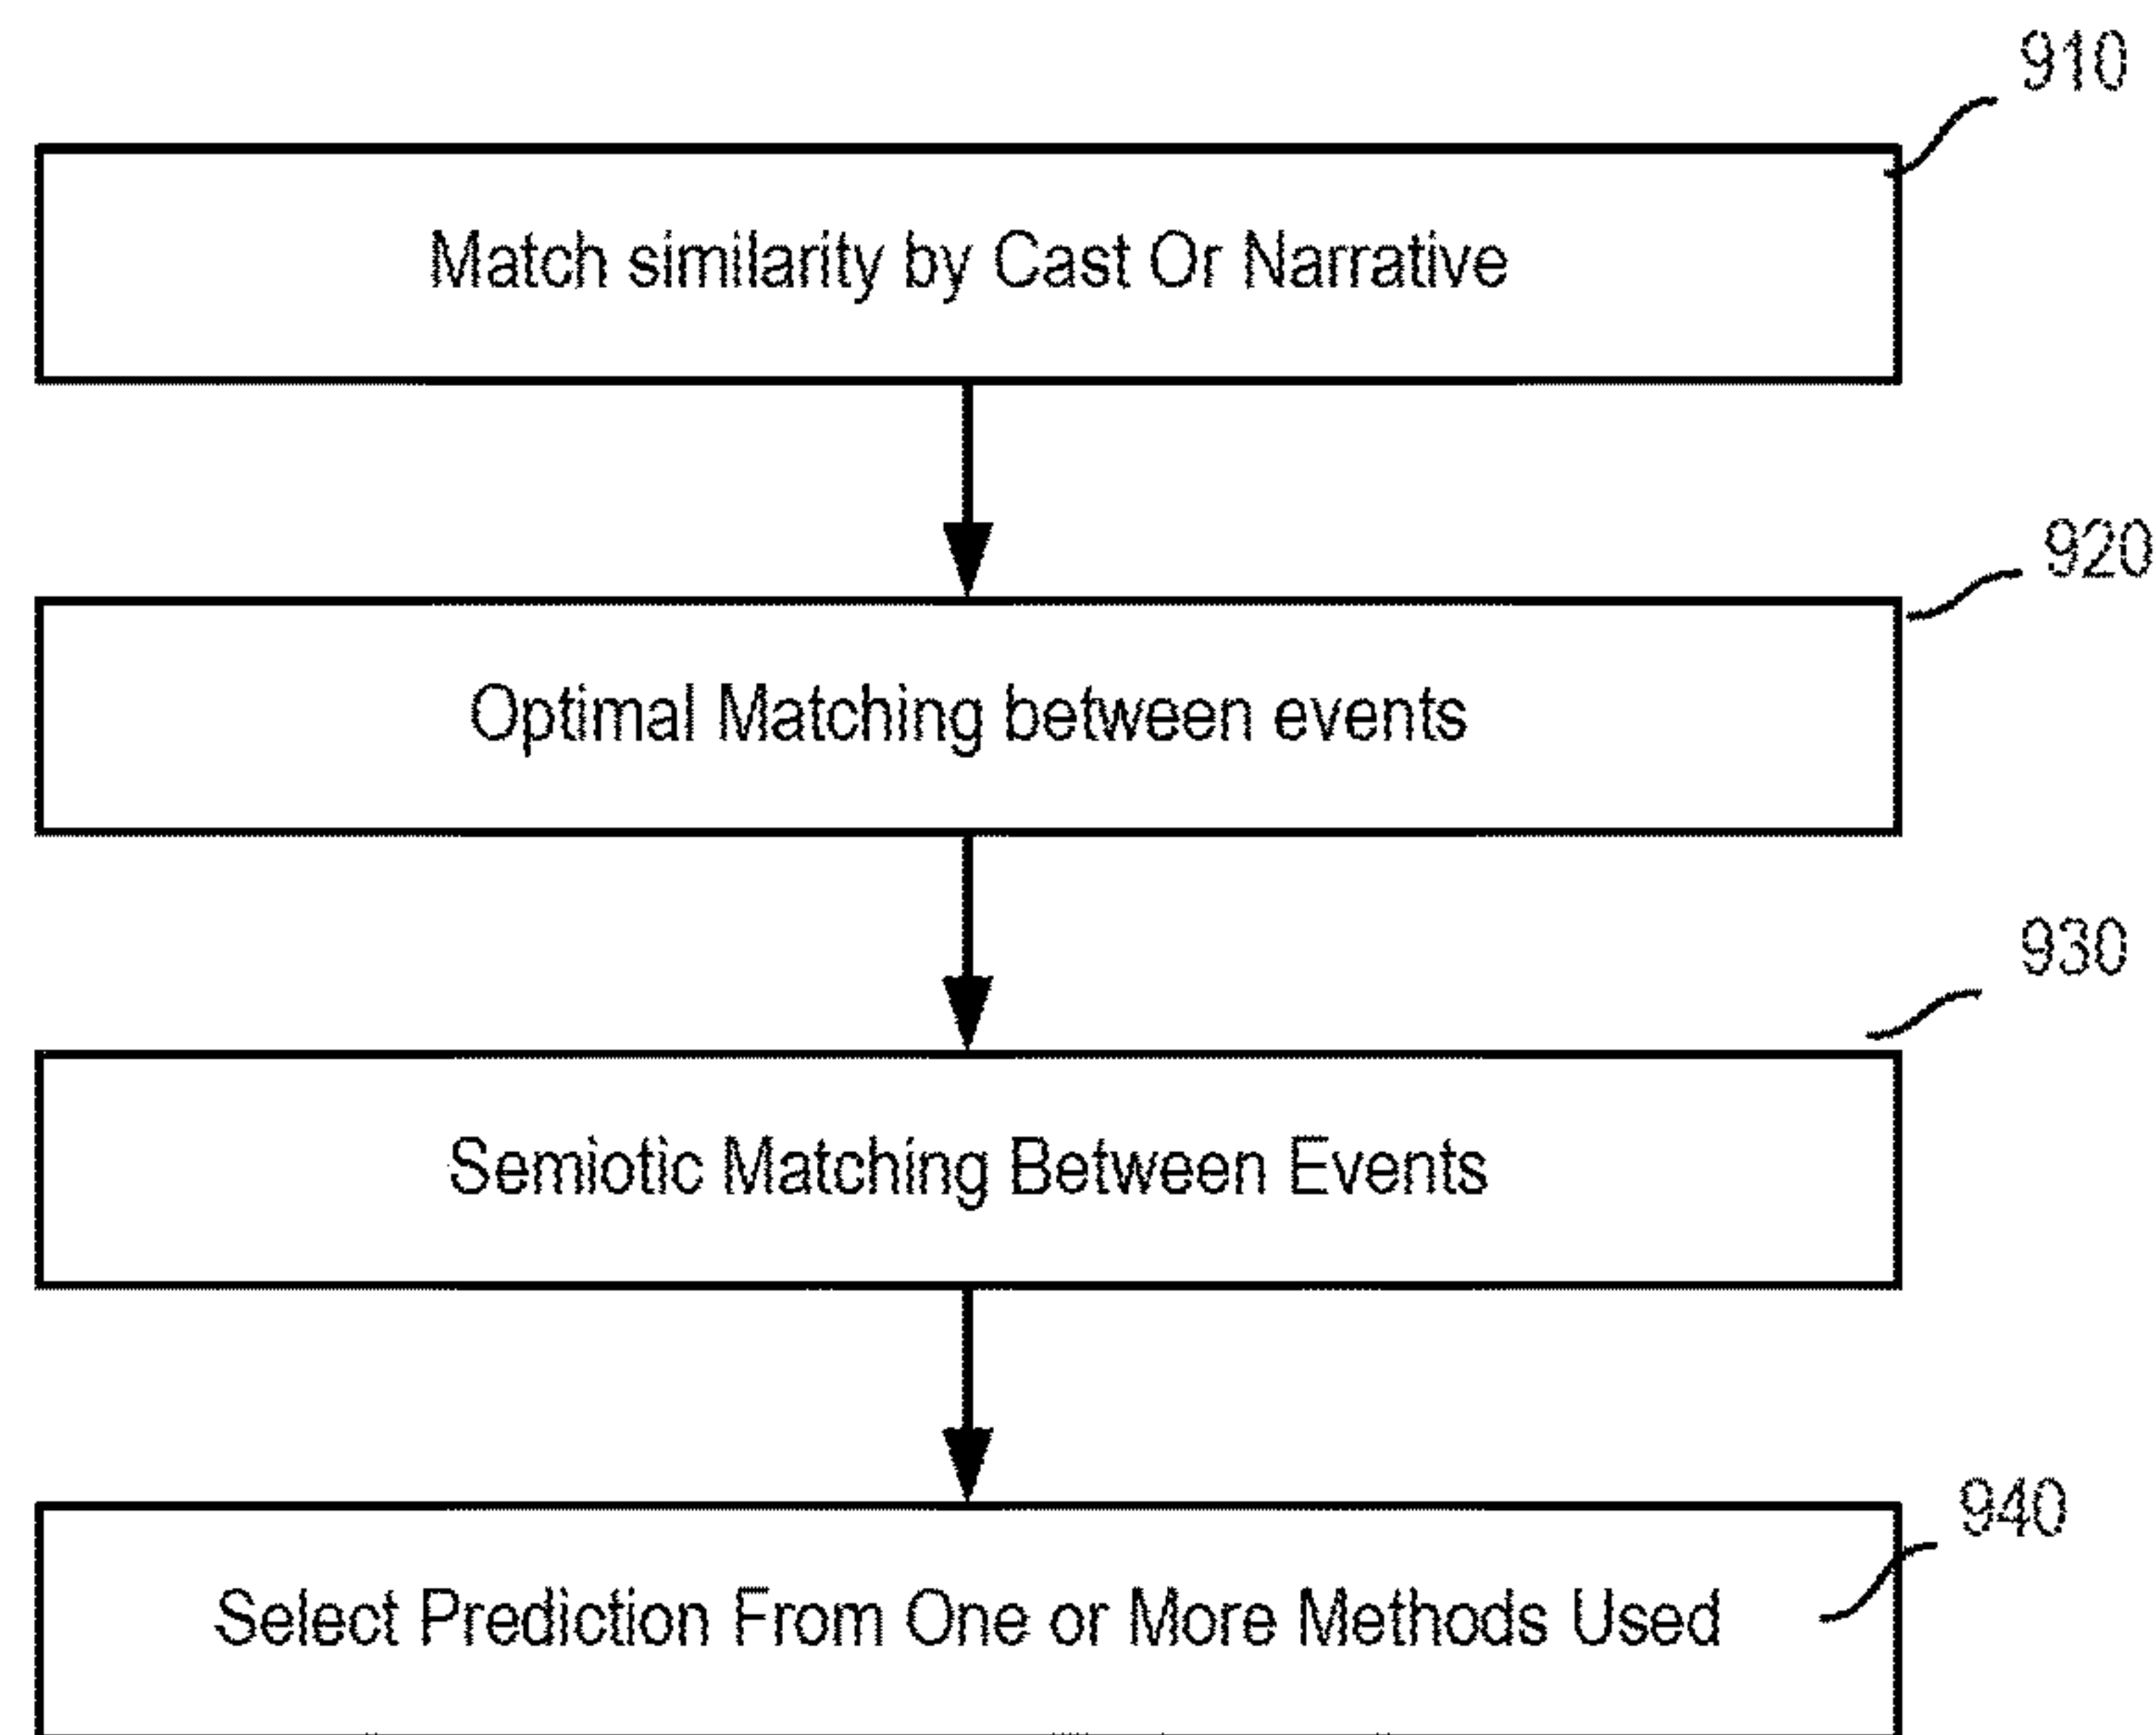 910
Match similarity by Cast Or Narrative
920
Optimal Matching between events
930
Semiotic Matching Between Events
940
Select Prediction From One or More Methods Used